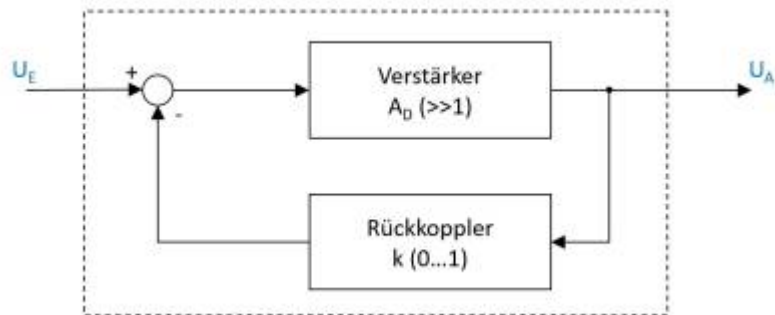 U_E
+
-
Verstärker
A_D (>>1)
U_A
Rückkoppler
k (0...1)